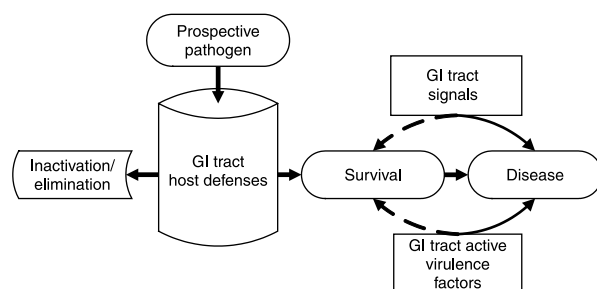 Prospective
pathogen
GI tract
signals
Inactivation/
elimination
GI tract
host defenses
Survival
Disease
GI tract active
virulence
factors